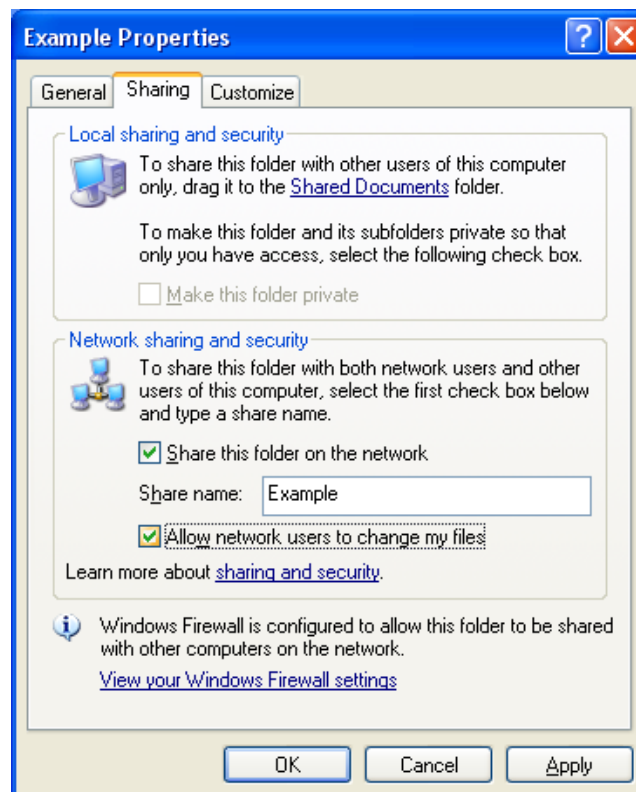 Example Properties
?
General Sharing Customize
Local sharing and security
To share this folder with other users of this computer
only, drag it to the Shared Documents folder.
To make this folder and its subfolders private so that
only you have access, select the following check box.
Make this folder private
Network sharing and security
To share this folder with both network users and other
users of this computer, select the first check box below
and type a share name.
Share this folder on the network
Share name: Example
Allow network users to change my files
Learn more about sharing and security.
Windows Firewall is configured to allow this folder to be shared
with other computers on the network.
View your Windows Firewall settings
OK Cancel Apply